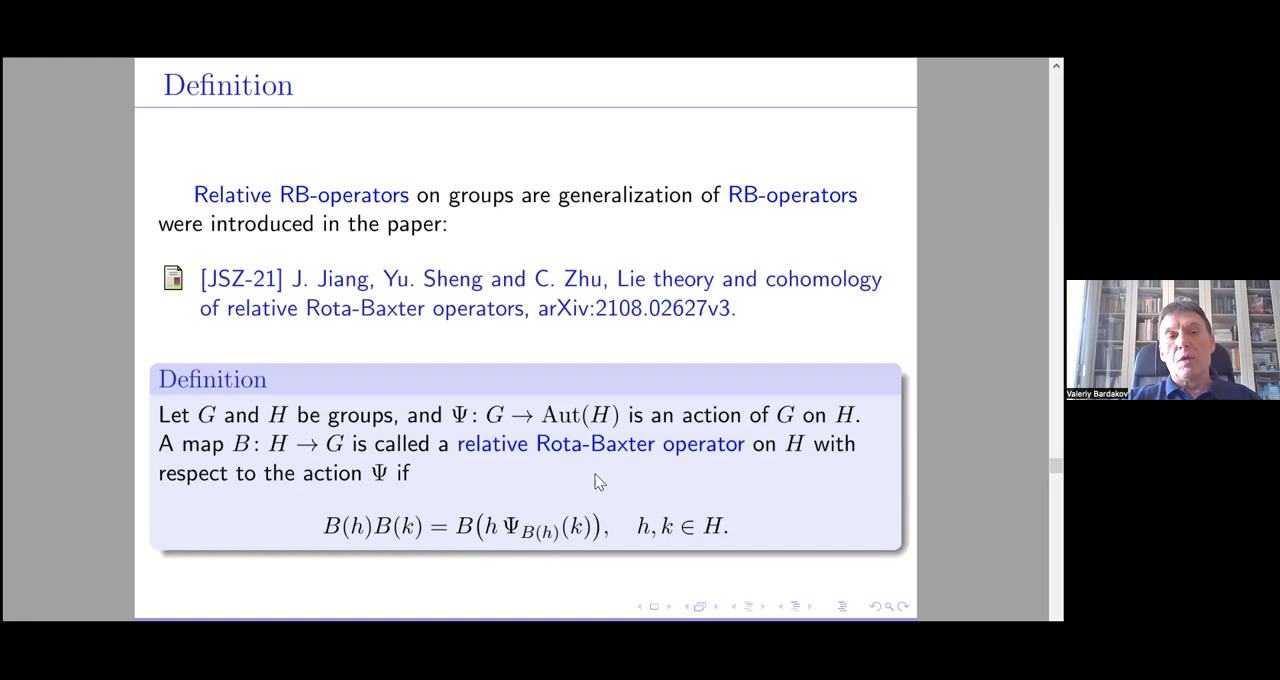 Definition
Relative RB-operators on groups are generalization of RB-operators
were introduced in the paper:
[JSZ-21] J. Jiang, Yu. Sheng and C. Zhu, Lie theory and cohomology
of relative Rota-Baxter operators, arXiv:2108.02627v3.
Definition
Let G and H be groups, and Ψ: G → Aut(H) is an action of G on H.
A map B: H → G is called a relative Rota-Baxter operator on H with
respect to the action Ψ if
B(h)B(k) = B(h Ψ_{B(h)}(k)), h, k ∈ H.
Valeriy Bardakov